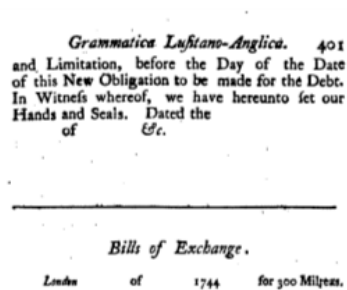 Grammatica Luſitano-Anglica. 401
and Limitation, before the Day of the Date
of this New Obligation to be made for the Debt.
In Witneſs whereof, we have hereunto ſet our
Hands and Seals. Dated the
of &c.
Bills of Exchange.
London of 1744 for 300 Milreas.